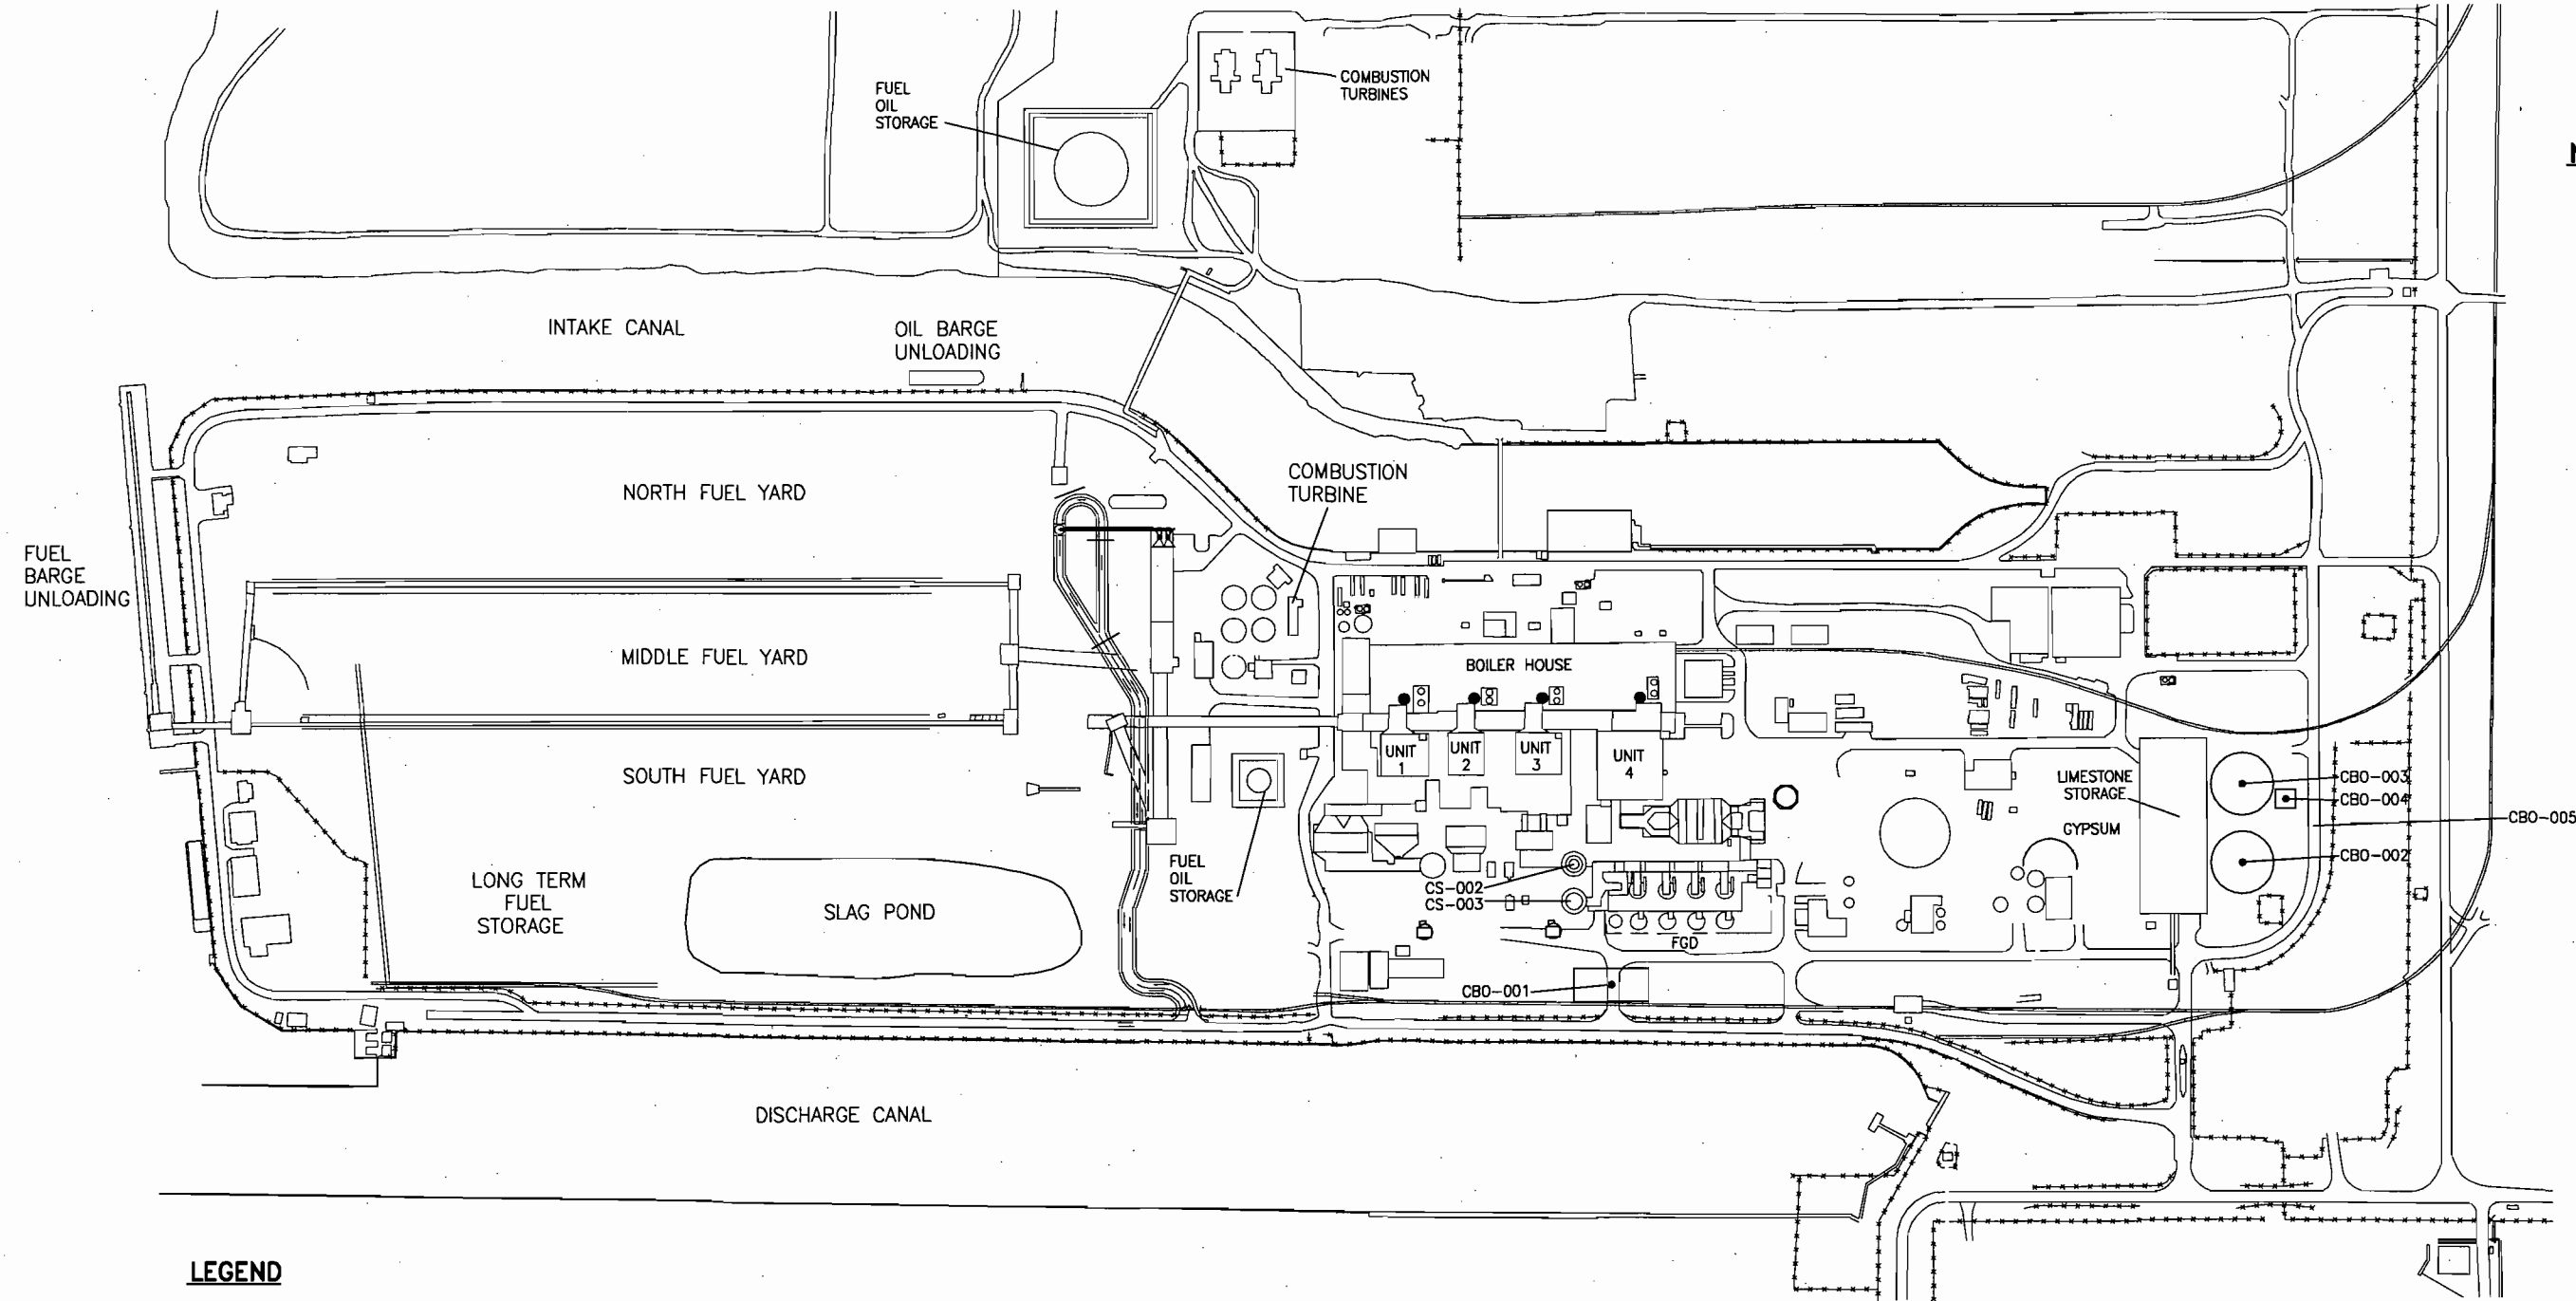 COMBUSTION
TURBINES
FUEL
OIL
STORAGE
INTAKE CANAL
OIL BARGE
UNLOADING
COMBUSTION
TURBINE
NORTH FUEL YARD
FUEL
BARGE
UNLOADING
MIDDLE FUEL YARD
BOILER HOUSE
SOUTH FUEL YARD
UNIT
1
UNIT
2
UNIT
3
UNIT
4
LIMESTONE
STORAGE
GYPSUM
CBO-003
CBO-004
CBO-005
CBO-002
FUEL
OIL
STORAGE
LONG TERM
FUEL
STORAGE
SLAG POND
CS-002
CS-003
FGD
CBO-001
DISCHARGE CANAL
LEGEND